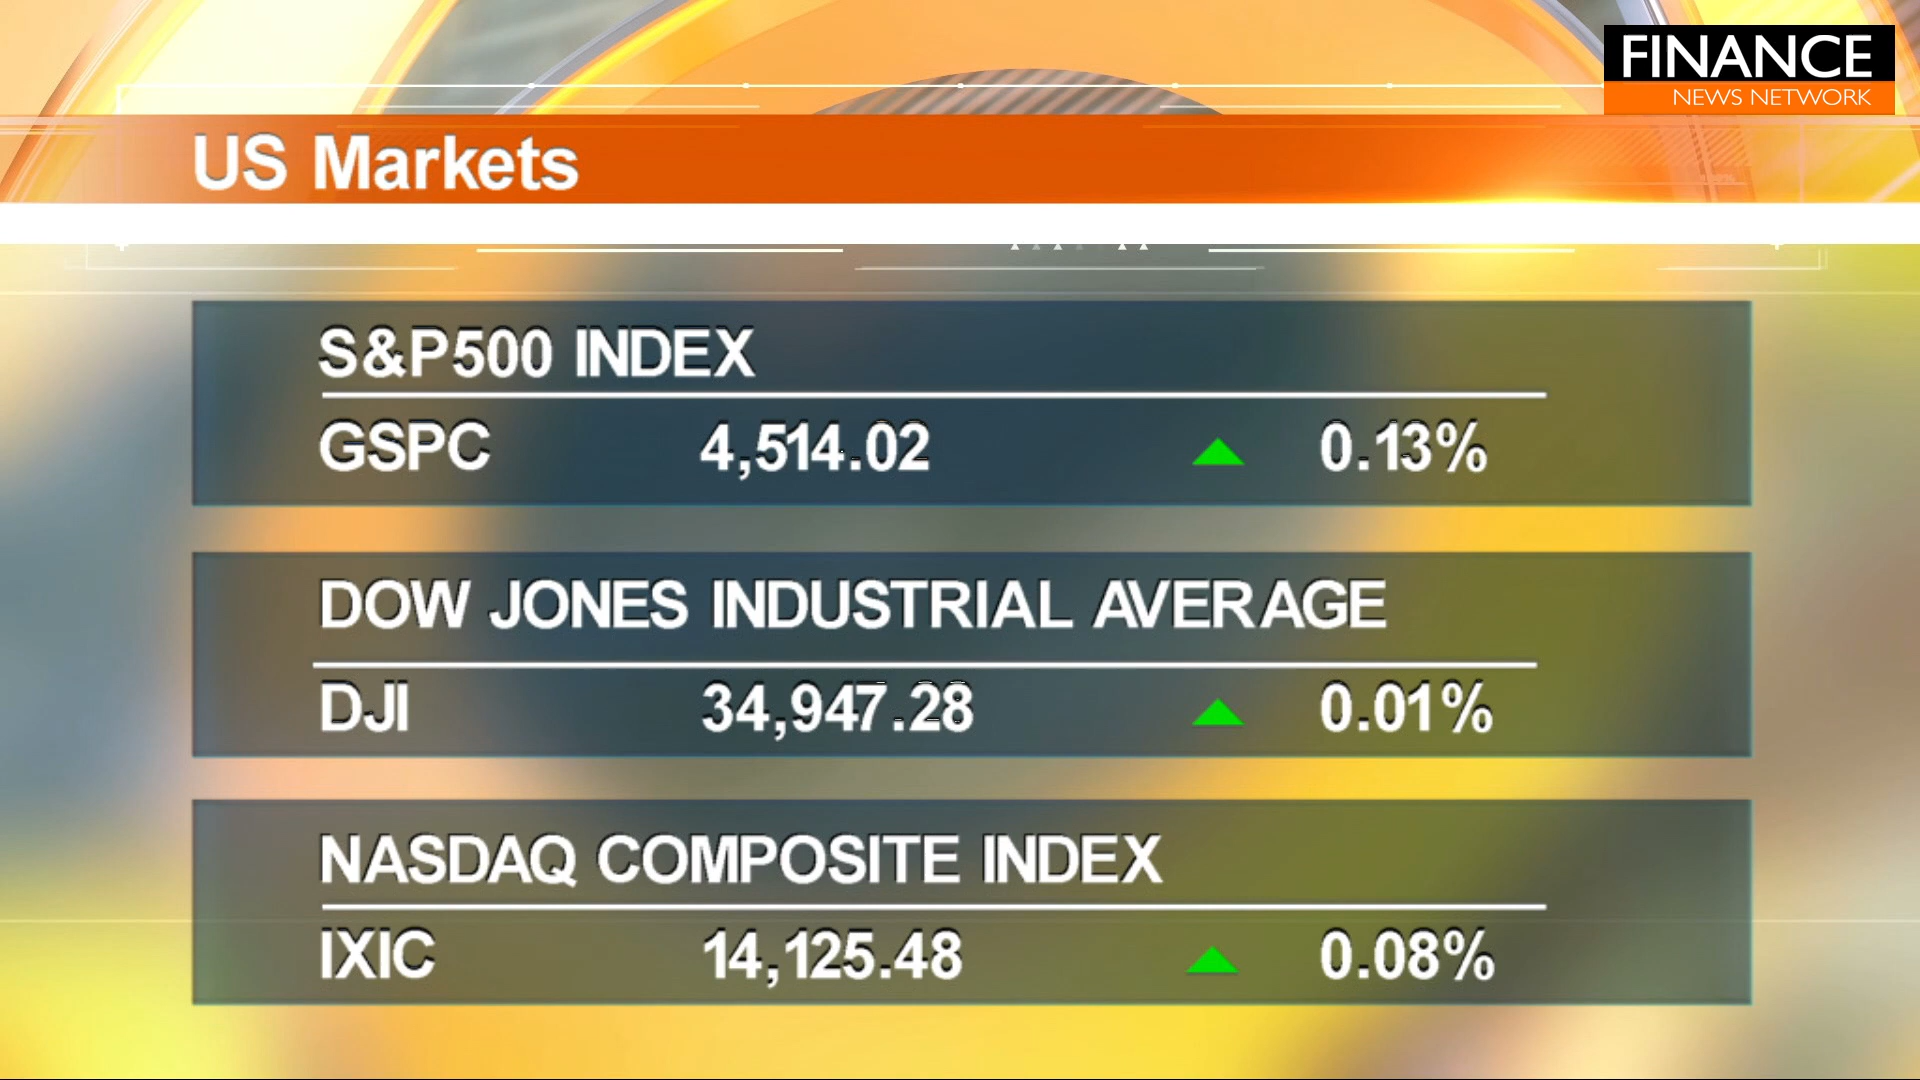 FINANCE
NEWS NETWORK
US Markets
S&P500 INDEX
GSPC 4,514.02 ▲ 0.13%
DOW JONES INDUSTRIAL AVERAGE
DJI 34,947.28 ▲ 0.01%
NASDAQ COMPOSITE INDEX
IXIC 14,125.48 ▲ 0.08%